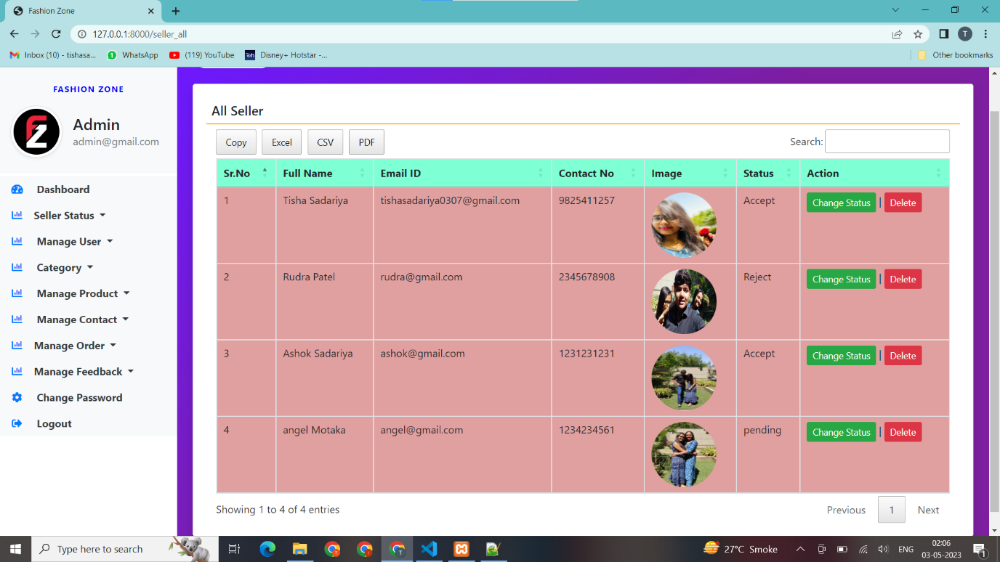 Fashion Zone
127.0.0.1:8000/seller_all
T
Inbox (10) - tishasa...
WhatsApp
(119) YouTube
Disney+ Hotstar -...
Other bookmarks
FASHION ZONE
Admin
admin@gmail.com
Dashboard
Seller Status
Manage User
Category
Manage Product
Manage Contact
Manage Order
Manage Feedback
Change Password
Logout
All Seller
Copy Excel CSV PDF Search:
Sr.No Full Name Email ID Contact No Image Status Action
1 Tisha Sadariya tishasadariya0307@gmail.com 9825411257 Accept Change Status | Delete
2 Rudra Patel rudra@gmail.com 2345678908 Reject Change Status | Delete
3 Ashok Sadariya ashok@gmail.com 1231231231 Accept Change Status | Delete
4 angel Motaka angel@gmail.com 1234234561 pending Change Status | Delete
Showing 1 to 4 of 4 entries Previous 1 Next
Type here to search
27°C Smoke
ENG
02:06
03-05-2023
1